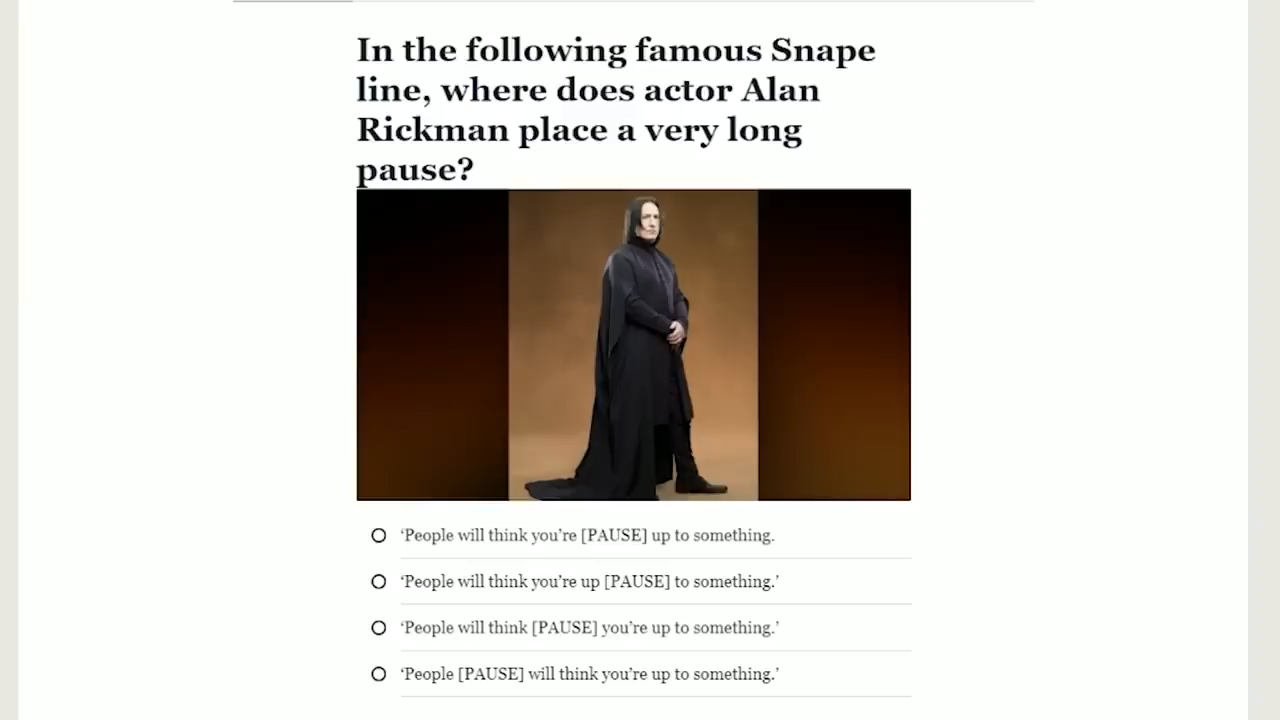 In the following famous Snape
line, where does actor Alan
Rickman place a very long
pause?
‘People will think you’re [PAUSE] up to something.
‘People will think you’re up [PAUSE] to something.’
‘People will think [PAUSE] you’re up to something.’
‘People [PAUSE] will think you’re up to something.’